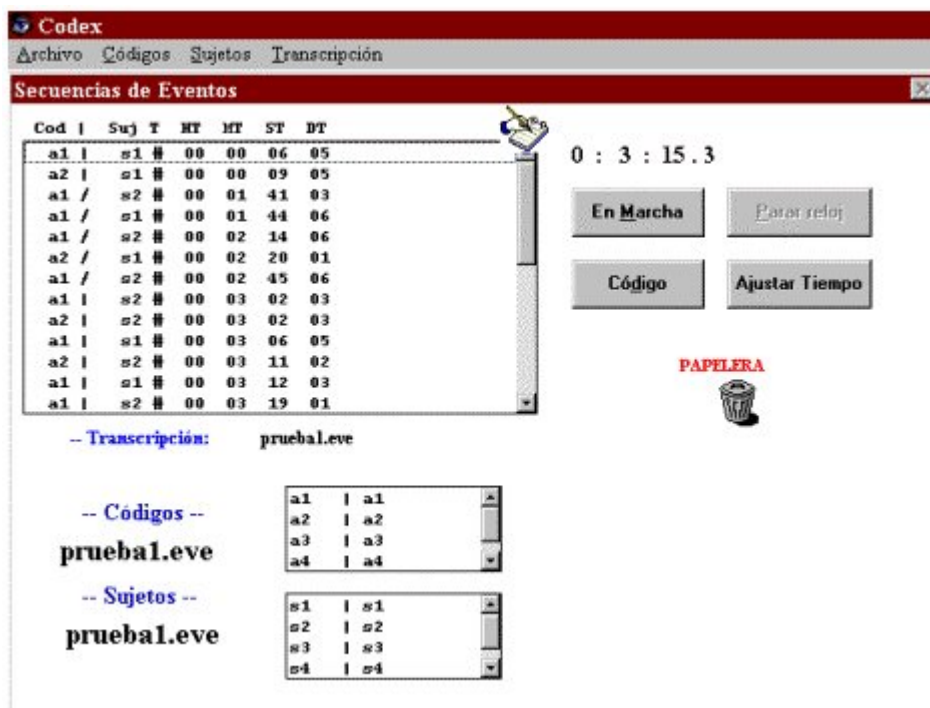 Codex
Archivo Códigos Sujetos Transcripción
Secuencias de Eventos
Cod | Suj T HT MT ST DT
a1 | s1 # 00 00 06 05
a2 | s1 # 00 00 09 05
a1 / s2 # 00 01 41 03
a1 / s1 # 00 01 44 06
a1 / s2 # 00 02 14 06
a2 / s1 # 00 02 20 01
a1 / s2 # 00 02 45 06
a1 | s2 # 00 03 02 03
a2 | s2 # 00 03 02 03
a1 | s1 # 00 03 06 05
a2 | s2 # 00 03 11 02
a1 | s1 # 00 03 12 03
a1 | s2 # 00 03 19 01
0 : 3 : 15 . 3
En Marcha Parar reloj
Código Ajustar Tiempo
PAPELERA
-- Transcripción: prueba1.eve
-- Códigos --
prueba1.eve
a1 | a1
a2 | a2
a3 | a3
a4 | a4
-- Sujetos --
prueba1.eve
s1 | s1
s2 | s2
s3 | s3
s4 | s4